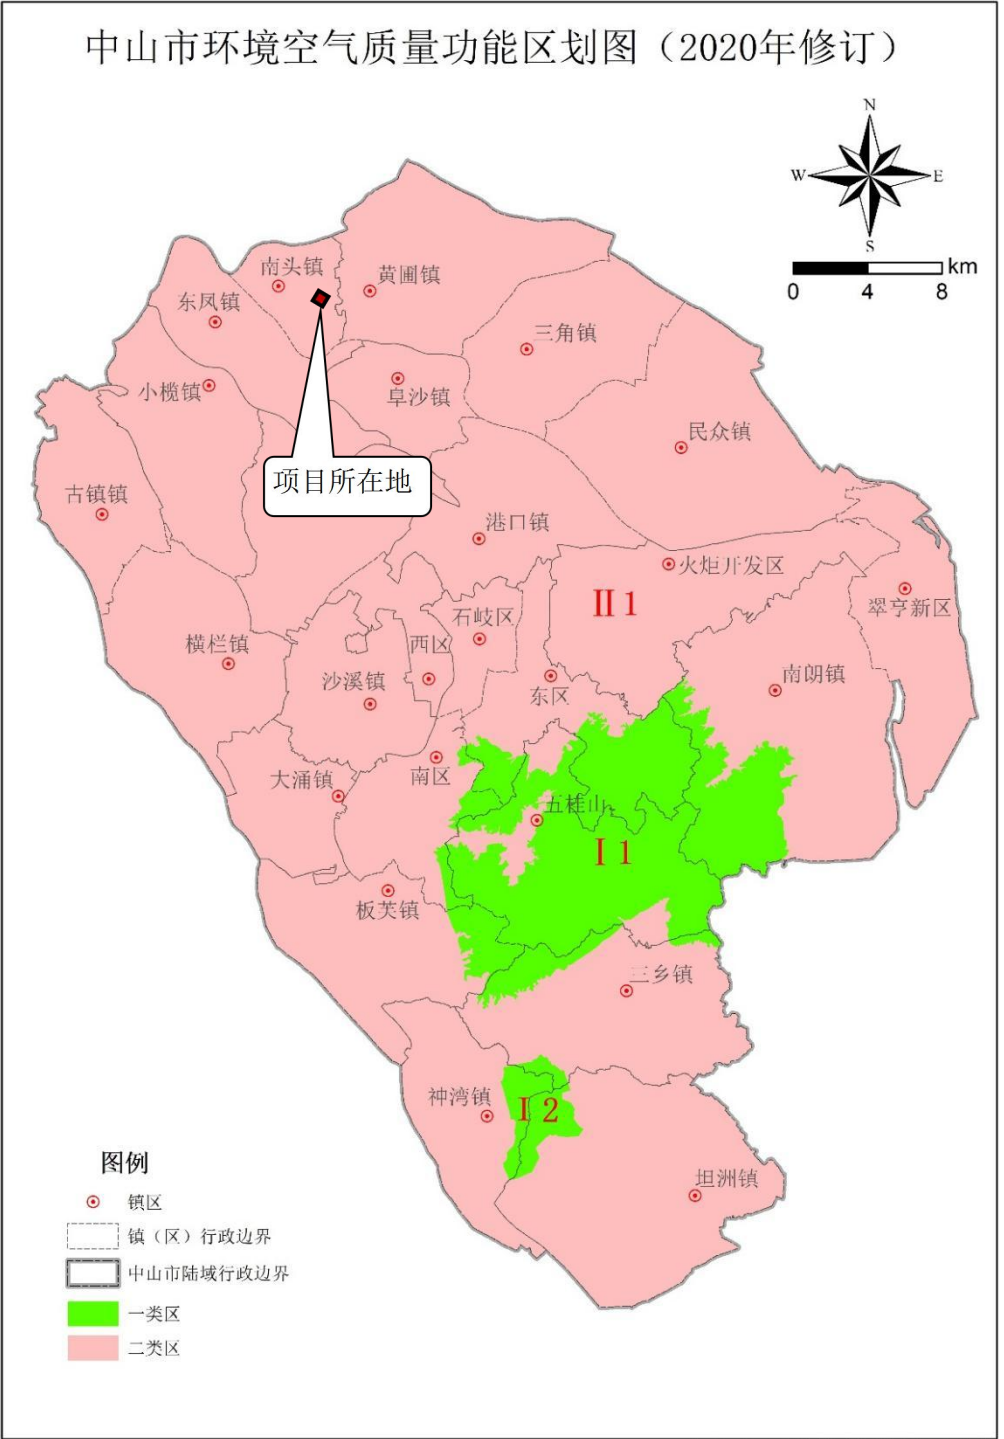 中山市环境空气质量功能区划图（2020年修订）
N
W
E
S
km
0 4 8
南头镇
黄圃镇
东凤镇
三角镇
小榄镇
阜沙镇
民众镇
项目所在地
古镇镇
港口镇
火炬开发区
翠亨新区
Ⅱ1
石岐区
横栏镇
西区
沙溪镇
南朗镇
东区
南区
大涌镇
五桂山
Ⅰ1
板芙镇
三乡镇
神湾镇
Ⅰ2
坦洲镇
图例
镇区
镇（区）行政边界
中山市陆域行政边界
一类区
二类区